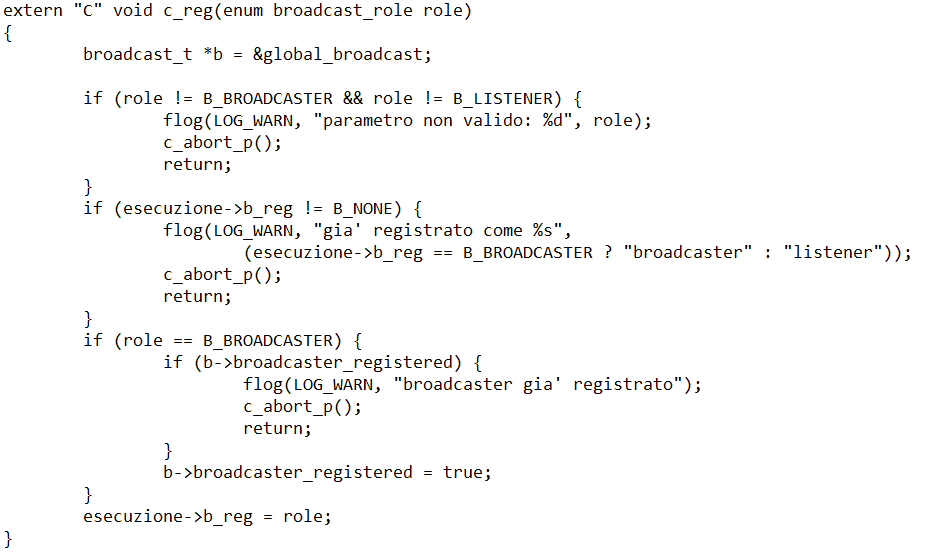 extern "C" void c_reg(enum broadcast_role role)
{
        broadcast_t *b = &global_broadcast;

        if (role != B_BROADCASTER && role != B_LISTENER) {
                flog(LOG_WARN, "parametro non valido: %d", role);
                c_abort_p();
                return;
        }
        if (esecuzione->b_reg != B_NONE) {
                flog(LOG_WARN, "gia' registrato come %s",
                        (esecuzione->b_reg == B_BROADCASTER ? "broadcaster" : "listener"));
                c_abort_p();
                return;
        }
        if (role == B_BROADCASTER) {
                if (b->broadcaster_registered) {
                        flog(LOG_WARN, "broadcaster gia' registrato");
                        c_abort_p();
                        return;
                }
                b->broadcaster_registered = true;
        }
        esecuzione->b_reg = role;
}